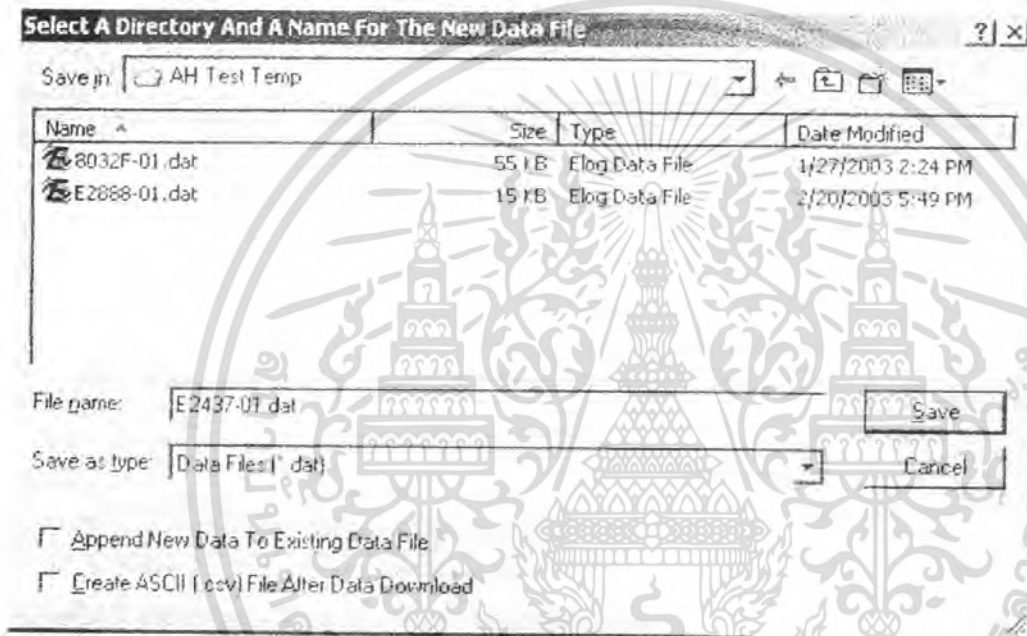 Select A Directory And A Name For The New Data File
Save in: AH Test Temp
Name Size Type Date Modified
8032F-01.dat 55 KB Elog Data File 1/27/2003 2:24 PM
E2888-01.dat 15 KB Elog Data File 2/20/2003 5:49 PM
File name: E2437-01.dat Save
Save as type: Data Files (*.dat) Cancel
Append New Data To Existing Data File
Create ASCII (.csv) File After Data Download